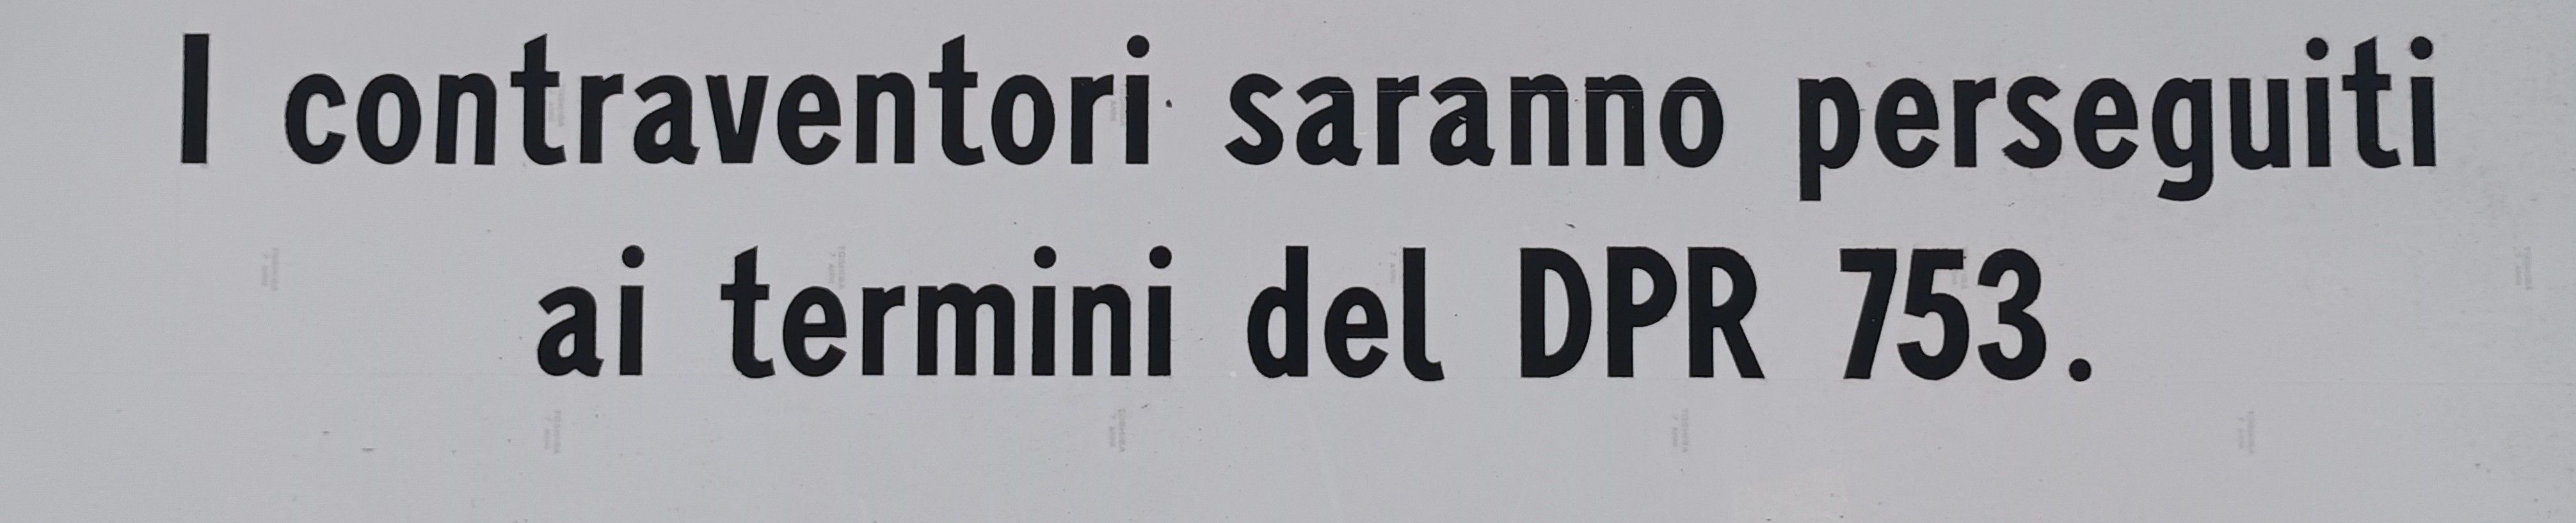 I contraventori saranno perseguiti
ai termini del DPR 753.